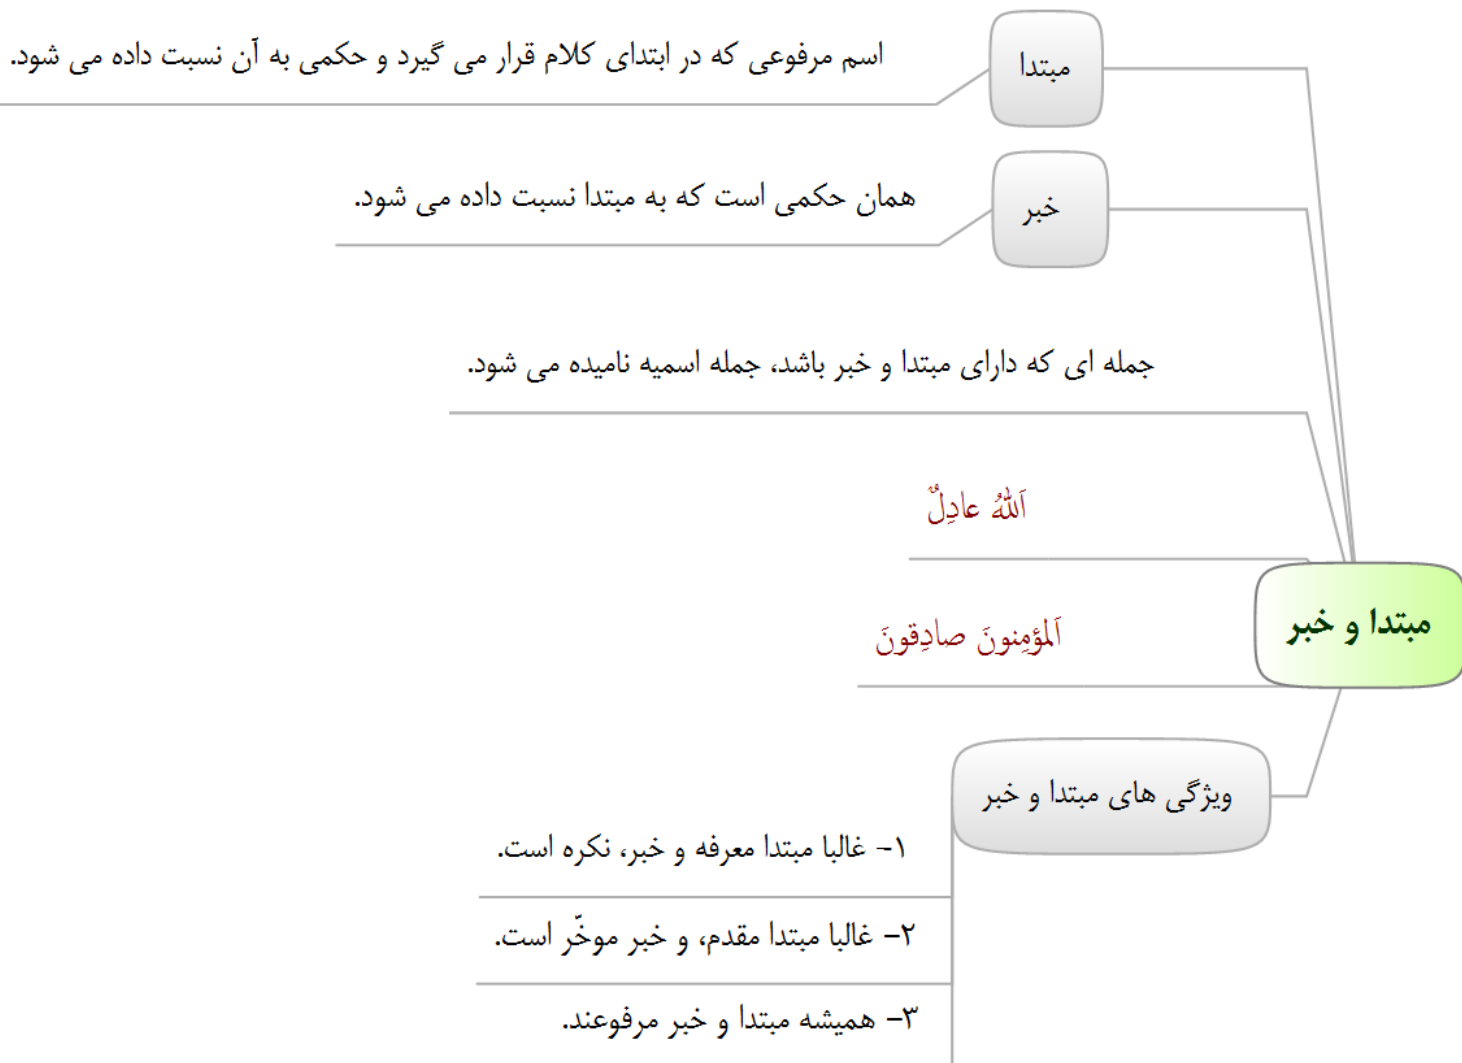 مبتدا
اسم مرفوعی که در ابتدای کلام قرار می گیرد و حکمی به آن نسبت داده می شود.
خبر
همان حکمی است که به مبتدا نسبت داده می شود.
جمله ای که دارای مبتدا و خبر باشد، جمله اسمیه نامیده می شود.
اَللهُ عادِلٌ
اَلمؤمِنونَ صادِقونَ
مبتدا و خبر
ویژگی های مبتدا و خبر
۱- غالبا مبتدا معرفه و خبر، نکره است.
۲- غالبا مبتدا مقدم، و خبر موخّر است.
۳- همیشه مبتدا و خبر مرفوعند.